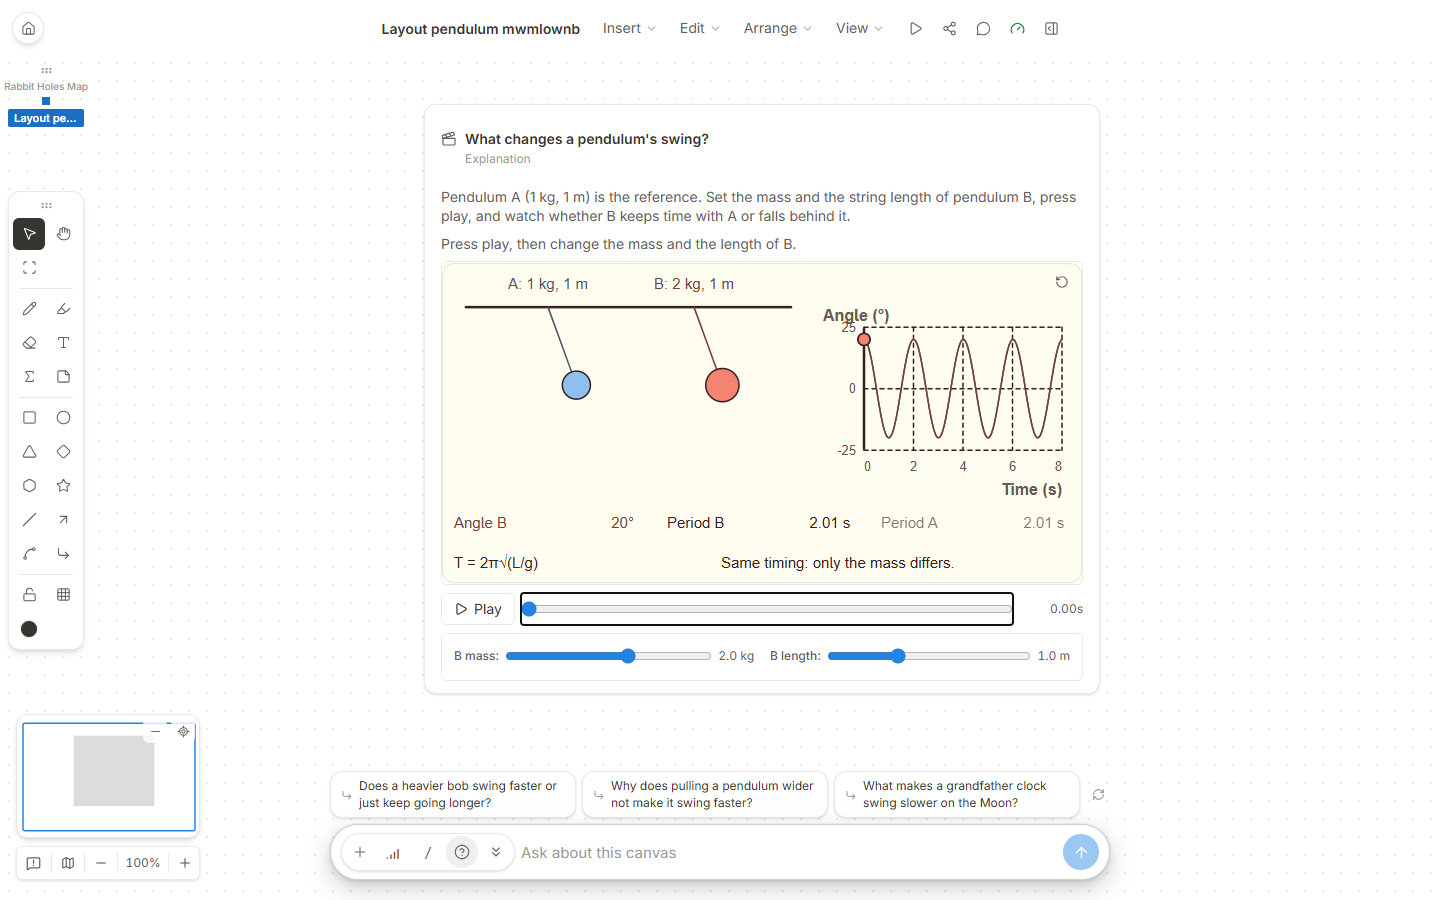 Layout pendulum mwmlownb
Insert
Edit
Arrange
View
Rabbit Holes Map
Layout pe...
What changes a pendulum's swing?
Explanation
Pendulum A (1 kg, 1 m) is the reference. Set the mass and the string length of pendulum B, press
play, and watch whether B keeps time with A or falls behind it.
Press play, then change the mass and the length of B.
A: 1 kg, 1 m
B: 2 kg, 1 m
Angle (°)
25
0
-25
0 2 4 6 8
Time (s)
Angle B 20° Period B 2.01 s Period A 2.01 s
T = 2π√(L/g) Same timing: only the mass differs.
Play 0.00s
B mass: 2.0 kg B length: 1.0 m
Does a heavier bob swing faster or
just keep going longer?
Why does pulling a pendulum wider
not make it swing faster?
What makes a grandfather clock
swing slower on the Moon?
/ Ask about this canvas
100%